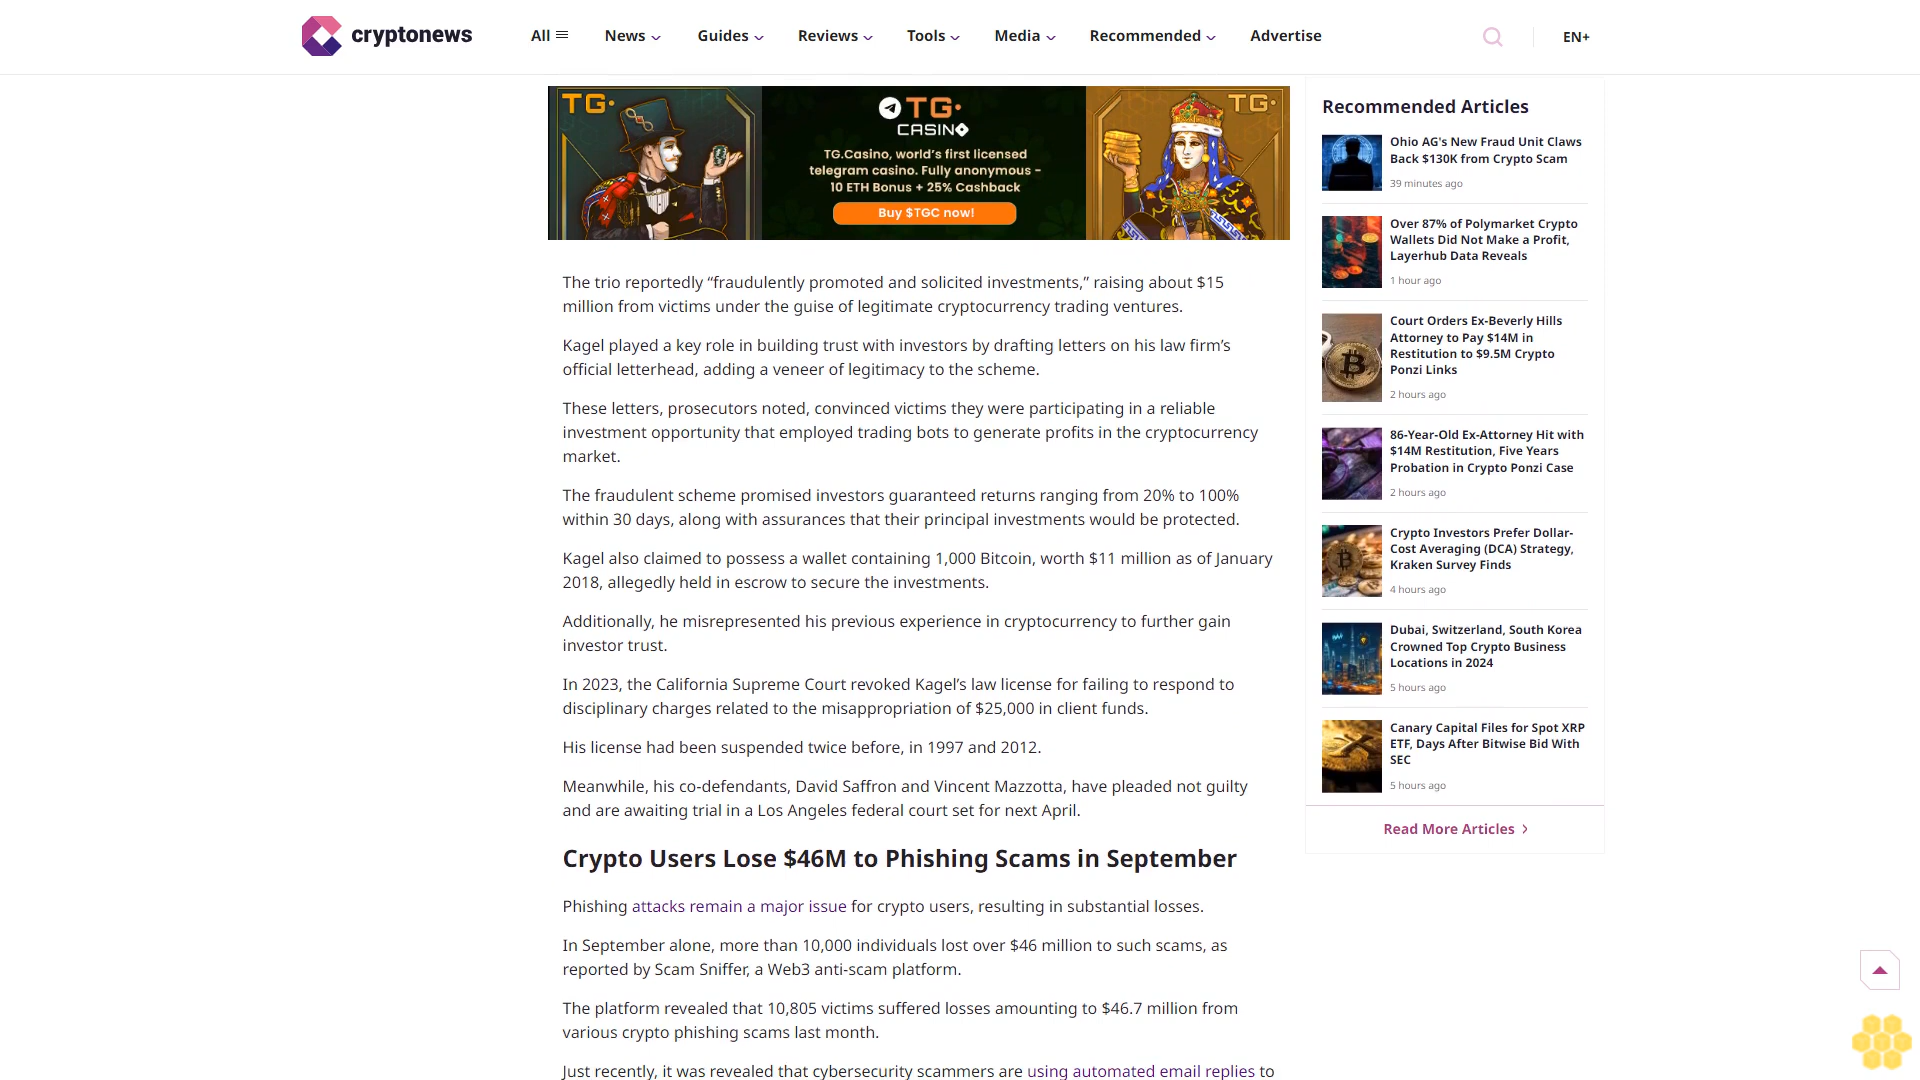 cryptonews
All
News
Guides
Reviews
Tools
Media
Recommended
Advertise
EN+
TG.
TG.
CASINO
TG.Casino, world's first licensed
telegram casino. Fully anonymous -
10 ETH Bonus + 25% Cashback
Buy $TGC now!
TG.
The trio reportedly “fraudulently promoted and solicited investments,” raising about $15
million from victims under the guise of legitimate cryptocurrency trading ventures.
Kagel played a key role in building trust with investors by drafting letters on his law firm’s
official letterhead, adding a veneer of legitimacy to the scheme.
These letters, prosecutors noted, convinced victims they were participating in a reliable
investment opportunity that employed trading bots to generate profits in the cryptocurrency
market.
The fraudulent scheme promised investors guaranteed returns ranging from 20% to 100%
within 30 days, along with assurances that their principal investments would be protected.
Kagel also claimed to possess a wallet containing 1,000 Bitcoin, worth $11 million as of January
2018, allegedly held in escrow to secure the investments.
Additionally, he misrepresented his previous experience in cryptocurrency to further gain
investor trust.
In 2023, the California Supreme Court revoked Kagel’s law license for failing to respond to
disciplinary charges related to the misappropriation of $25,000 in client funds.
His license had been suspended twice before, in 1997 and 2012.
Meanwhile, his co-defendants, David Saffron and Vincent Mazzotta, have pleaded not guilty
and are awaiting trial in a Los Angeles federal court set for next April.
Crypto Users Lose $46M to Phishing Scams in September
Phishing attacks remain a major issue for crypto users, resulting in substantial losses.
In September alone, more than 10,000 individuals lost over $46 million to such scams, as
reported by Scam Sniffer, a Web3 anti-scam platform.
The platform revealed that 10,805 victims suffered losses amounting to $46.7 million from
various crypto phishing scams last month.
Just recently, it was revealed that cybersecurity scammers are using automated email replies to
Recommended Articles
Ohio AG's New Fraud Unit Claws
Back $130K from Crypto Scam
39 minutes ago
Over 87% of Polymarket Crypto
Wallets Did Not Make a Profit,
Layerhub Data Reveals
1 hour ago
Court Orders Ex-Beverly Hills
Attorney to Pay $14M in
Restitution to $9.5M Crypto
Ponzi Links
2 hours ago
86-Year-Old Ex-Attorney Hit with
$14M Restitution, Five Years
Probation in Crypto Ponzi Case
2 hours ago
Crypto Investors Prefer Dollar-
Cost Averaging (DCA) Strategy,
Kraken Survey Finds
4 hours ago
Dubai, Switzerland, South Korea
Crowned Top Crypto Business
Locations in 2024
5 hours ago
Canary Capital Files for Spot XRP
ETF, Days After Bitwise Bid With
SEC
5 hours ago
Read More Articles